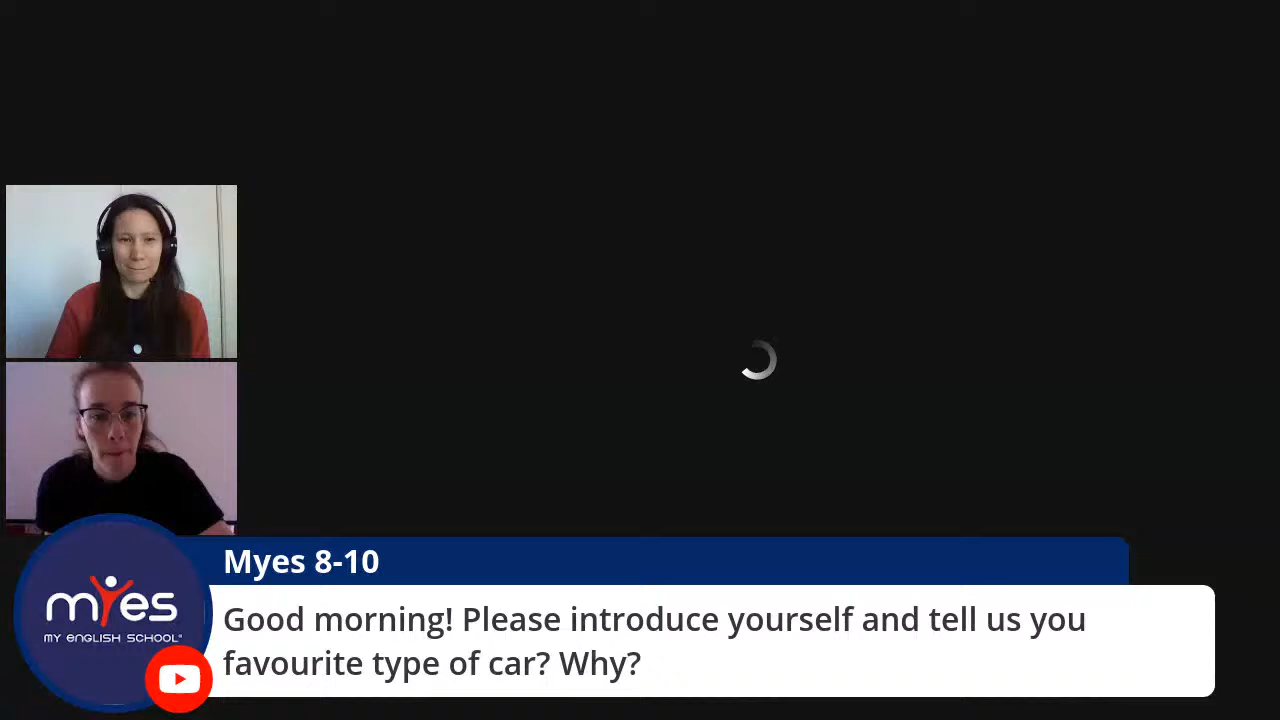 Myes 8-10
Good morning! Please introduce yourself and tell us you
favourite type of car? Why?
myes
MY ENGLISH SCHOOL